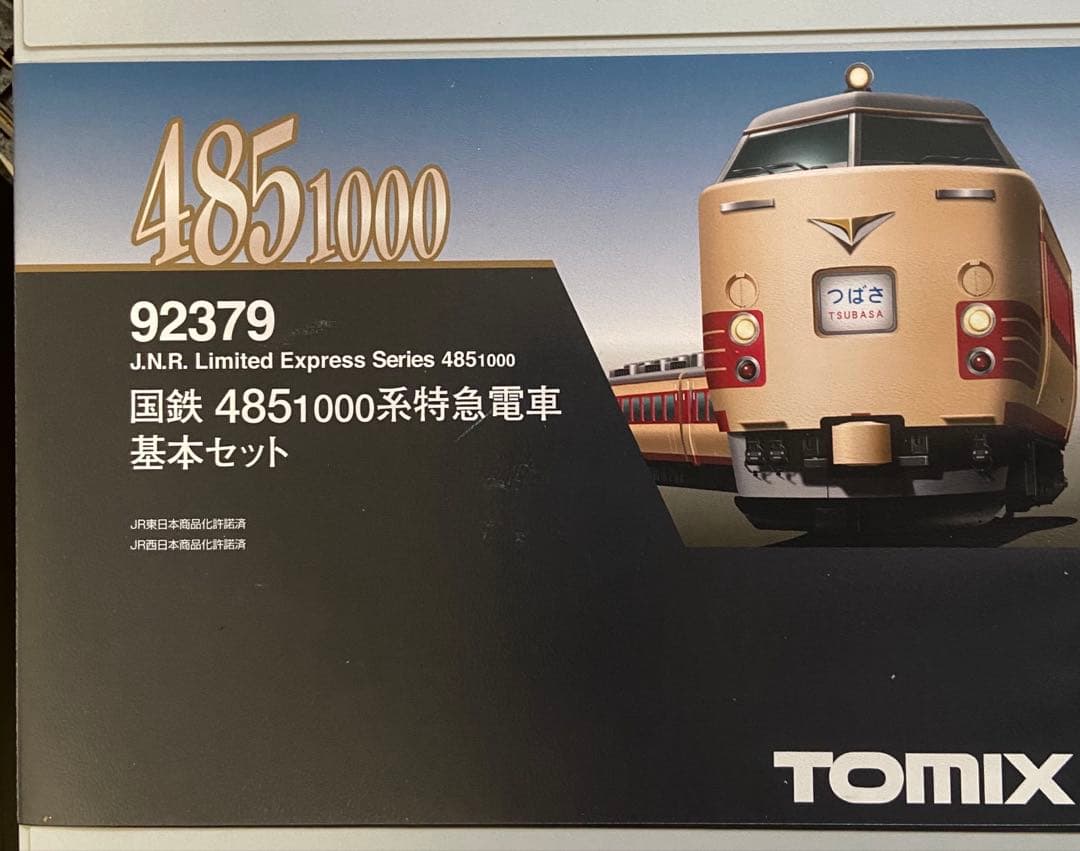 4851000
つばさ
TSUBASA
92379
J.N.R. Limited Express Series 4851000
国鉄 4851000系特急電車
基本セット
JR東日本商品化許諾済
JR西日本商品化許諾済
TOMIX